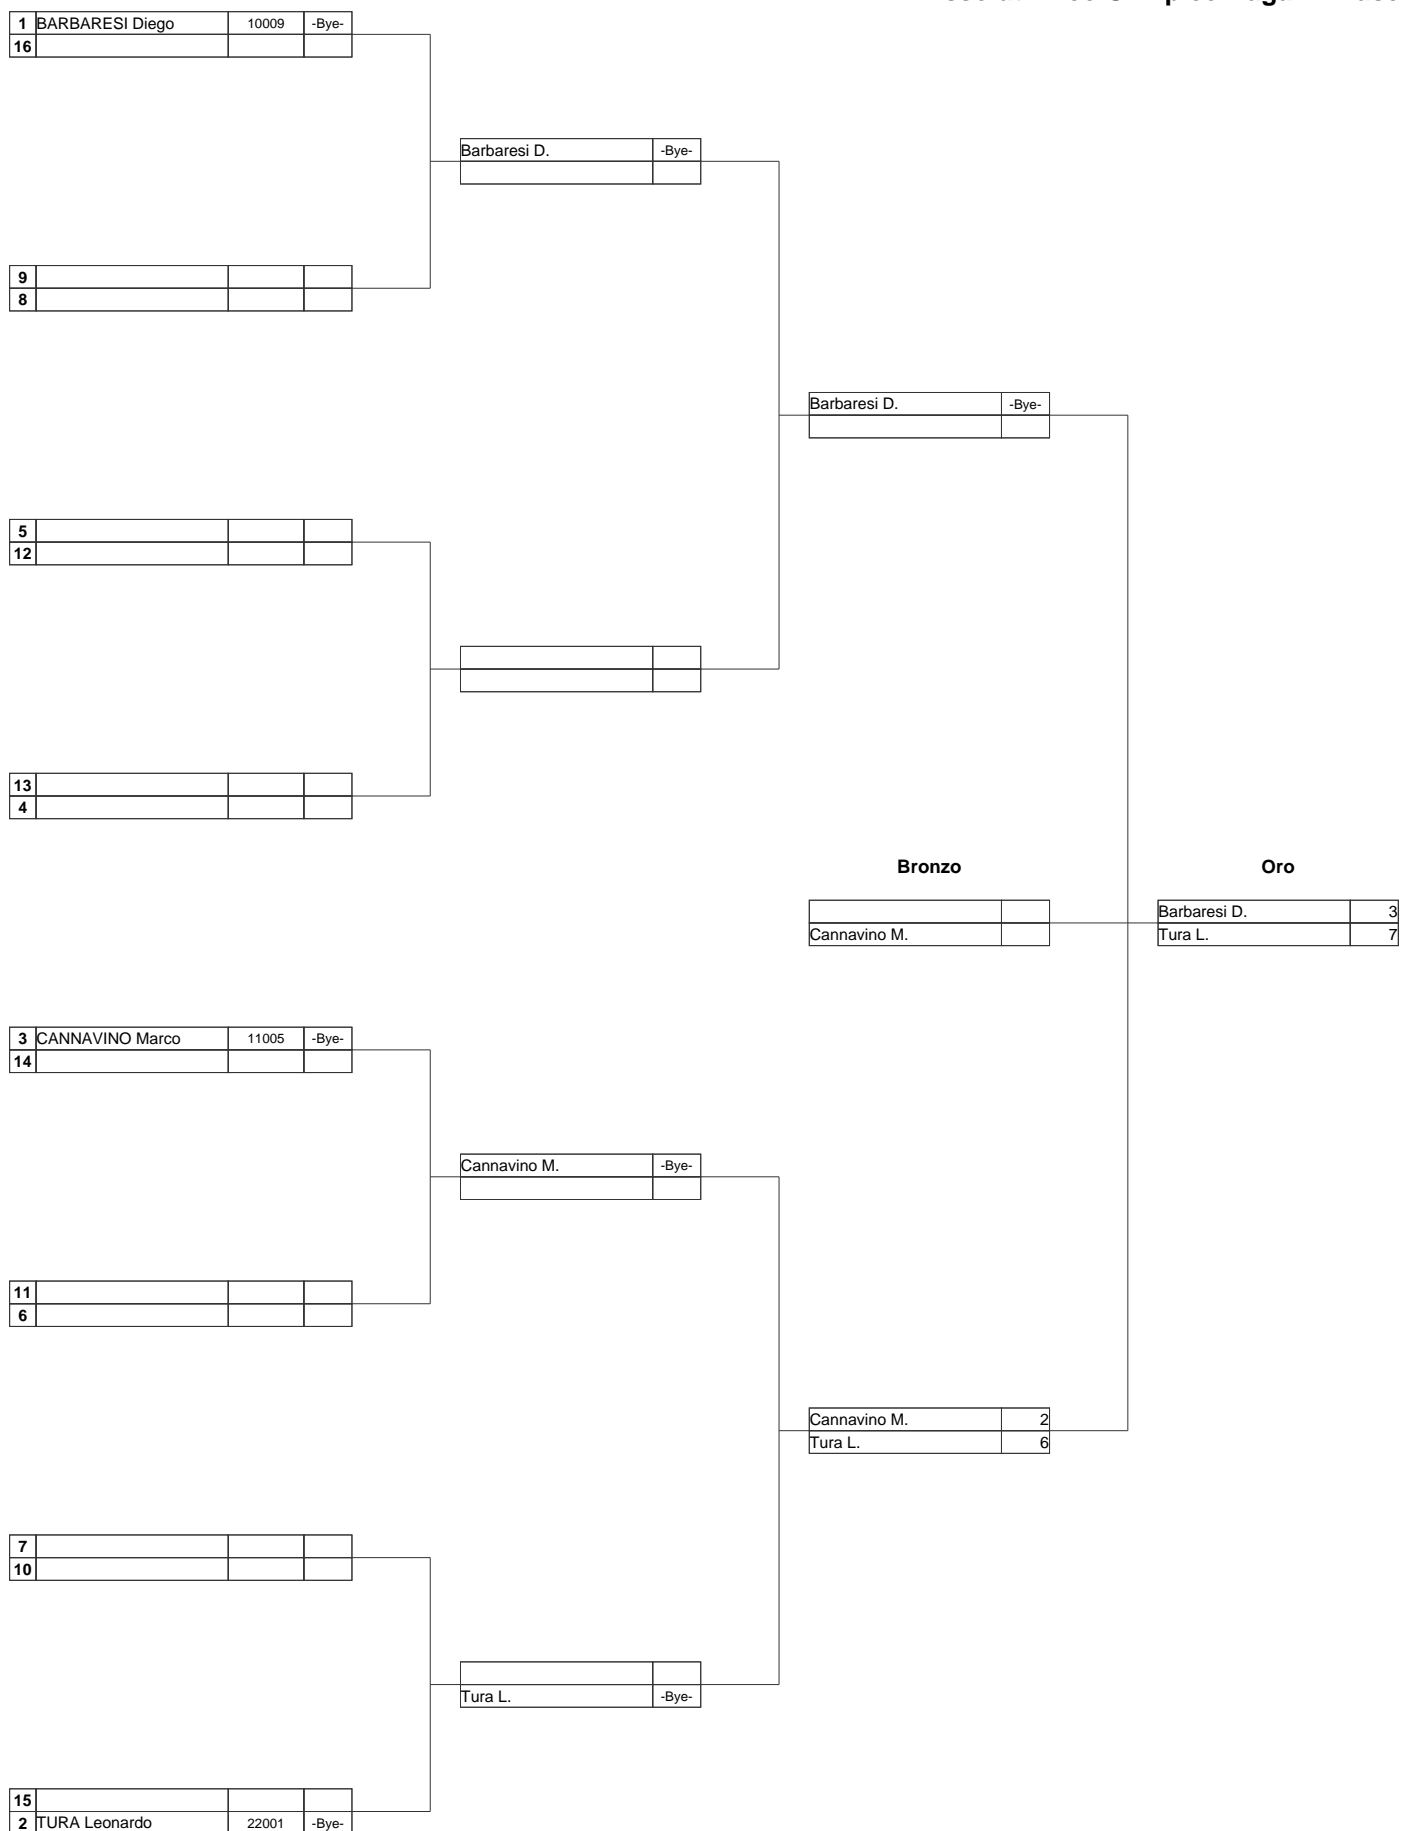 1 BARBARESI Diego 10009 -Bye-
16
Barbaresi D. -Bye-
9
8
Barbaresi D. -Bye-
5
12
13
4
Bronzo Oro
Barbaresi D. 3
Cannavino M. Tura L. 7
3 CANNAVINO Marco 11005 -Bye-
14
Cannavino M. -Bye-
11
6
Cannavino M. 2
Tura L. 6
7
10
Tura L. -Bye-
15
2 TURA Leonardo 22001 -Bye-